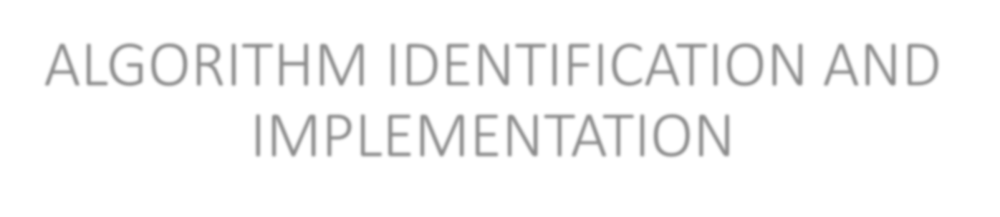 ALGORITHM IDENTIFICATION AND
IMPLEMENTATION